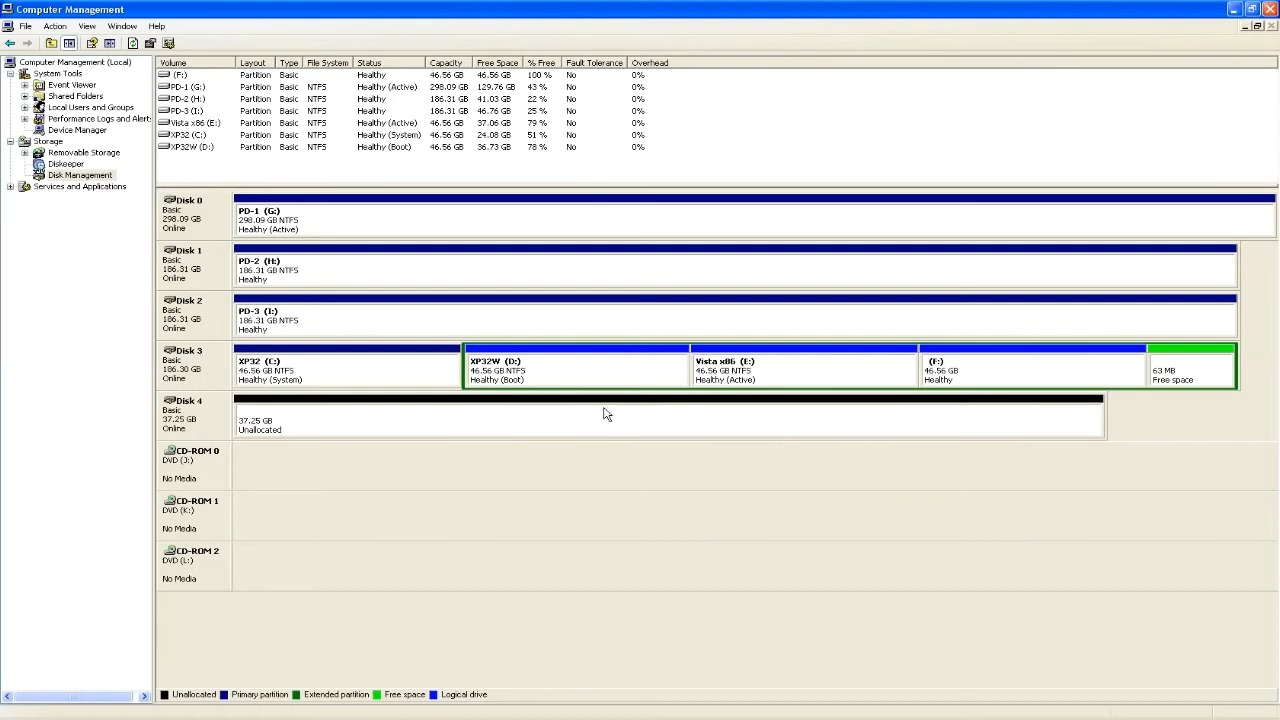 Computer Management
File Action View Window Help
Computer Management (Local)
System Tools
Event Viewer
Shared Folders
Local Users and Groups
Performance Logs and Alerts
Device Manager
Storage
Removable Storage
Diskeeper
Disk Management
Services and Applications
Volume Layout Type File System Status Capacity Free Space % Free Fault Tolerance Overhead
(F:) Partition Basic Healthy 46.56 GB 46.56 GB 100 % No 0%
PD-1 (G:) Partition Basic NTFS Healthy (Active) 298.09 GB 129.76 GB 43 % No 0%
PD-2 (H:) Partition Basic NTFS Healthy 186.31 GB 41.03 GB 22 % No 0%
PD-3 (I:) Partition Basic NTFS Healthy 186.31 GB 46.76 GB 25 % No 0%
Vista x86 (E:) Partition Basic NTFS Healthy (Active) 46.56 GB 37.06 GB 79 % No 0%
XP32 (C:) Partition Basic NTFS Healthy (System) 46.56 GB 24.08 GB 51 % No 0%
XP32W (D:) Partition Basic NTFS Healthy (Boot) 46.56 GB 36.73 GB 78 % No 0%
Disk 0
Basic
298.09 GB
Online
PD-1 (G:)
298.09 GB NTFS
Healthy (Active)
Disk 1
Basic
186.31 GB
Online
PD-2 (H:)
186.31 GB NTFS
Healthy
Disk 2
Basic
186.31 GB
Online
PD-3 (I:)
186.31 GB NTFS
Healthy
Disk 3
Basic
186.30 GB
Online
XP32 (C:)
46.56 GB NTFS
Healthy (System)
XP32W (D:)
46.56 GB NTFS
Healthy (Boot)
Vista x86 (E:)
46.56 GB NTFS
Healthy (Active)
(F:)
46.56 GB
Healthy
63 MB
Free space
Disk 4
Basic
37.25 GB
Online
37.25 GB
Unallocated
CD-ROM 0
DVD (J:)
No Media
CD-ROM 1
DVD (K:)
No Media
CD-ROM 2
DVD (L:)
No Media
Unallocated Primary partition Extended partition Free space Logical drive